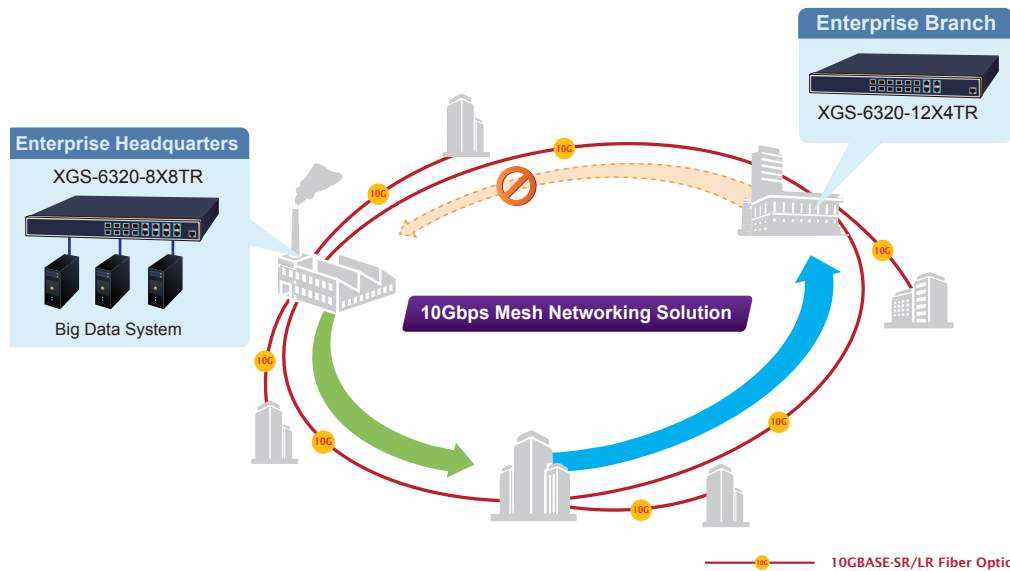 Enterprise Branch
XGS-6320-12X4TR
Enterprise Headquarters
XGS-6320-8X8TR
Big Data System
10G
10G
10G
10G
10Gbps Mesh Networking Solution
10G
10G
10G
10G
10G 10GBASE-SR/LR Fiber Optic